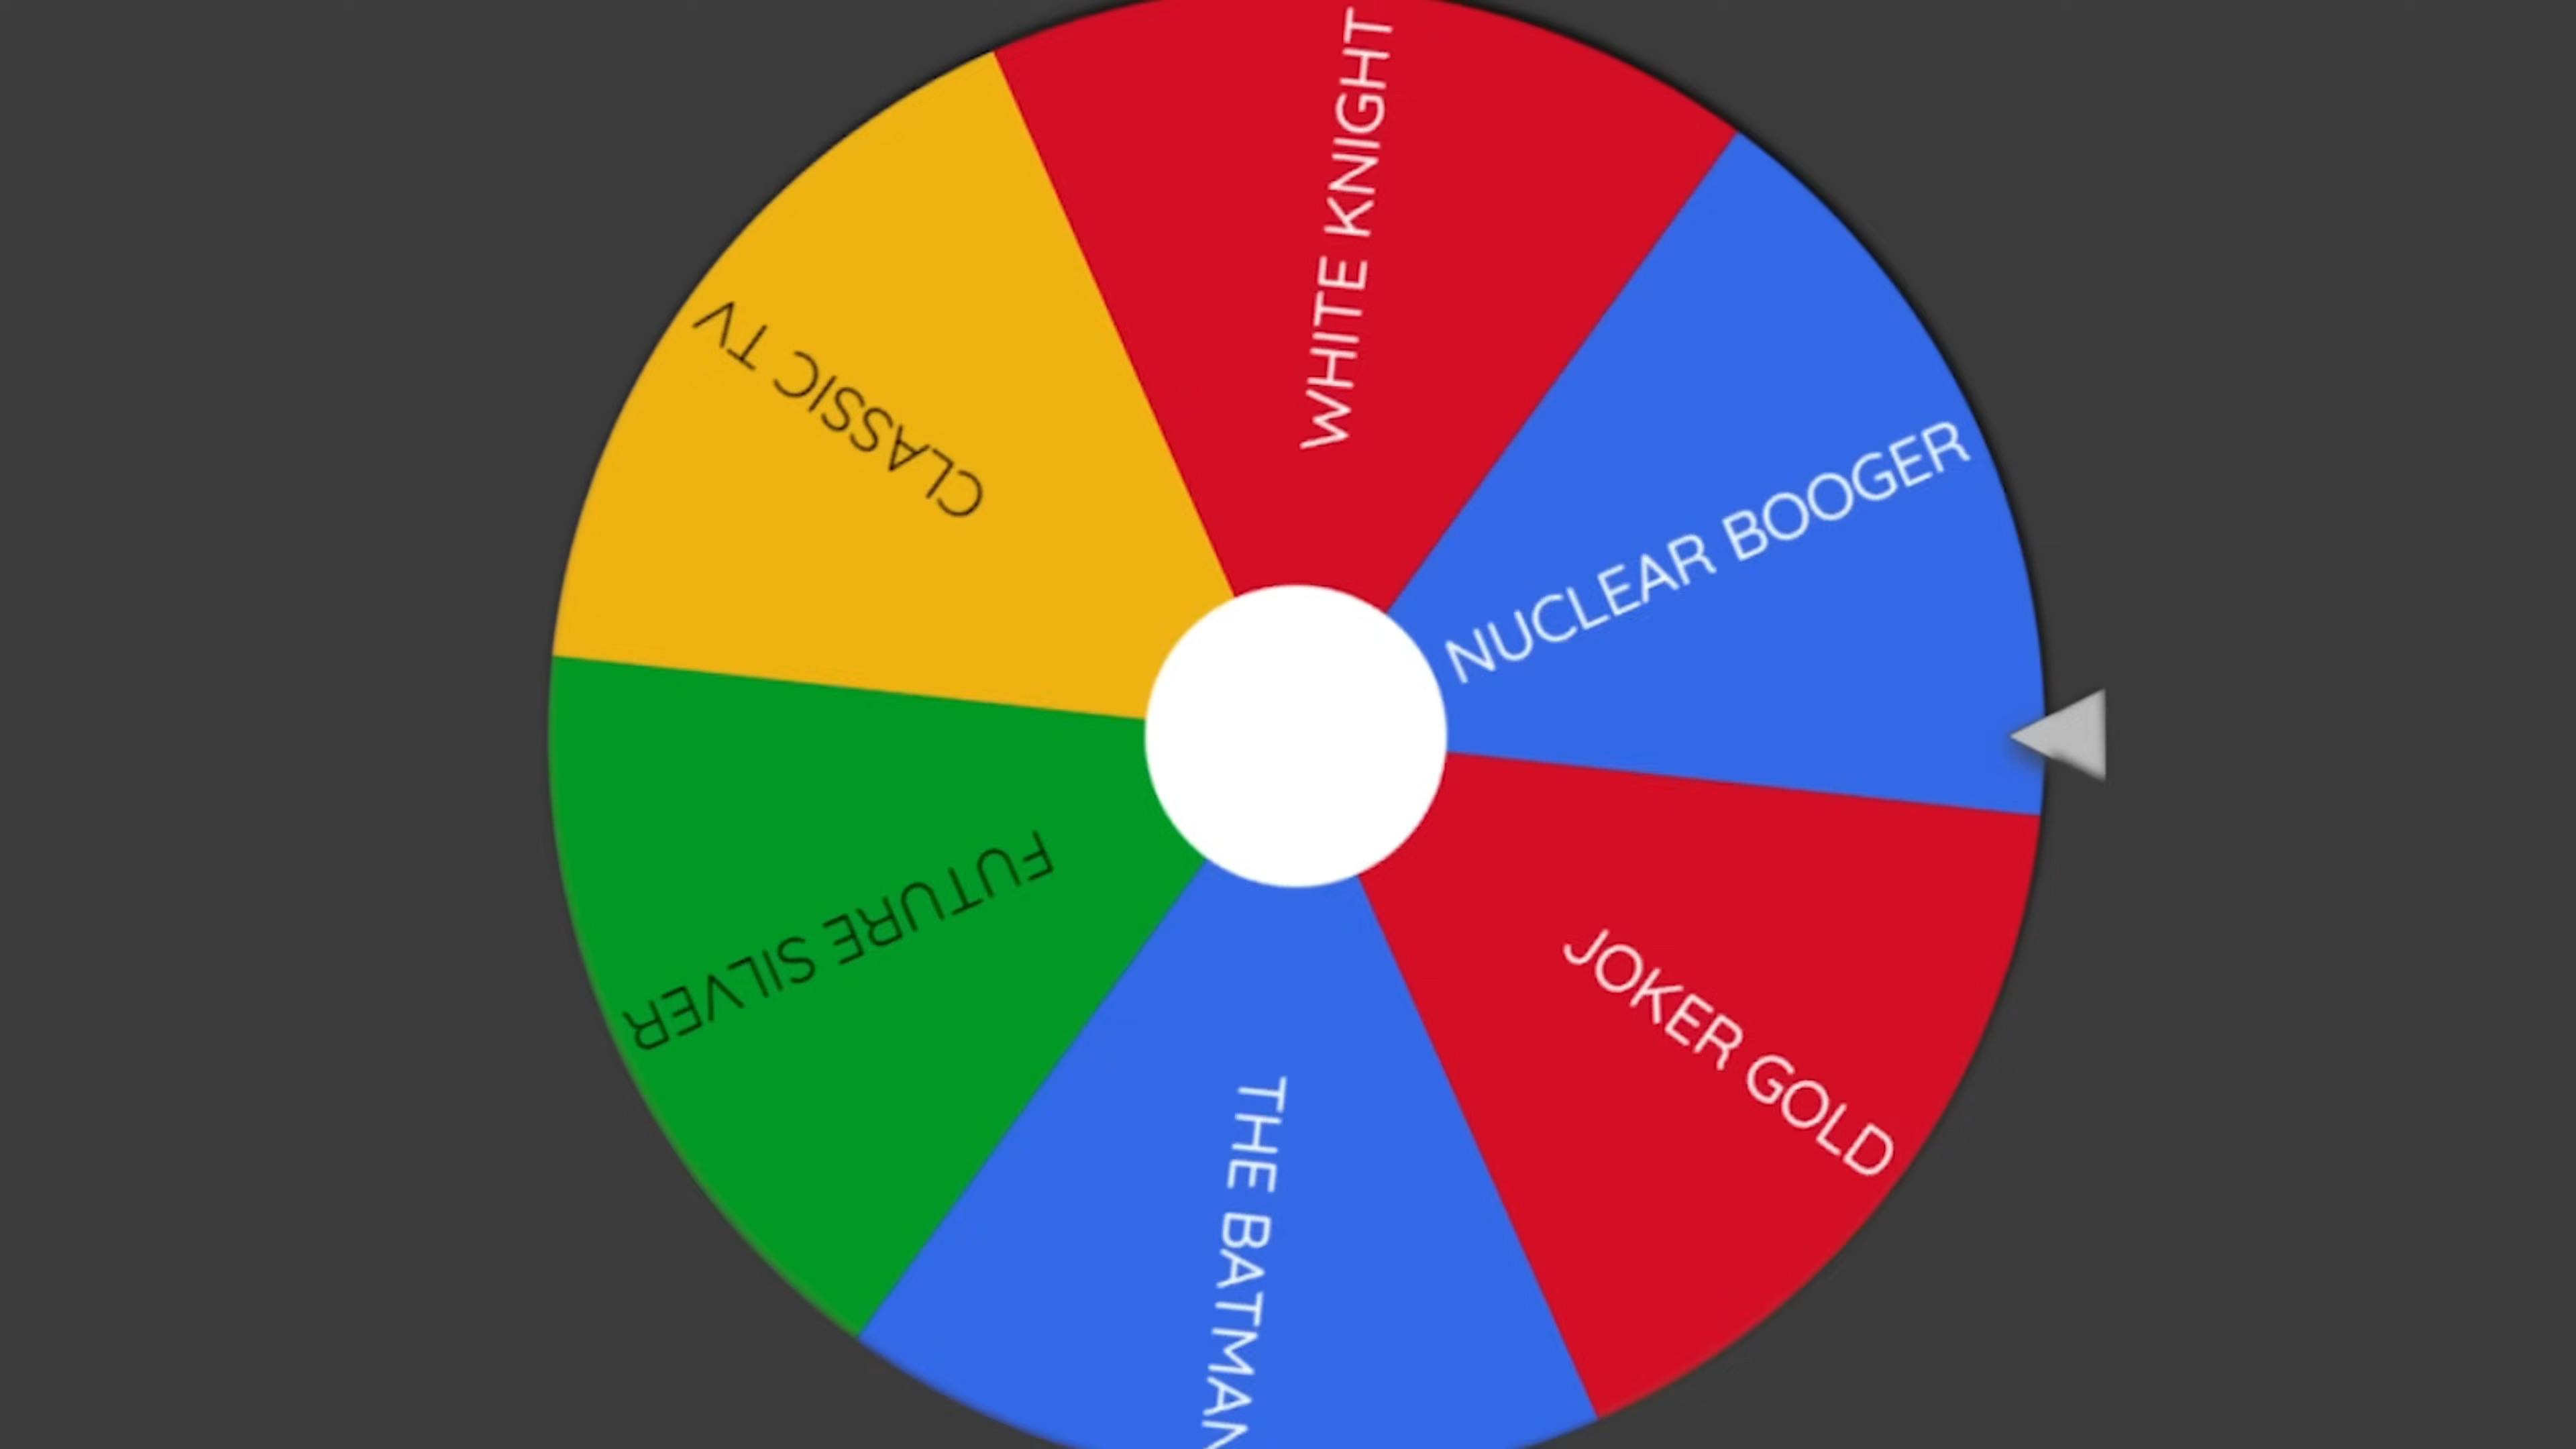 WHITE KNIGHT
NUCLEAR BOOGER
JOKER GOLD
THE BATMAN
FUTURE SILVER
CLASSIC TV